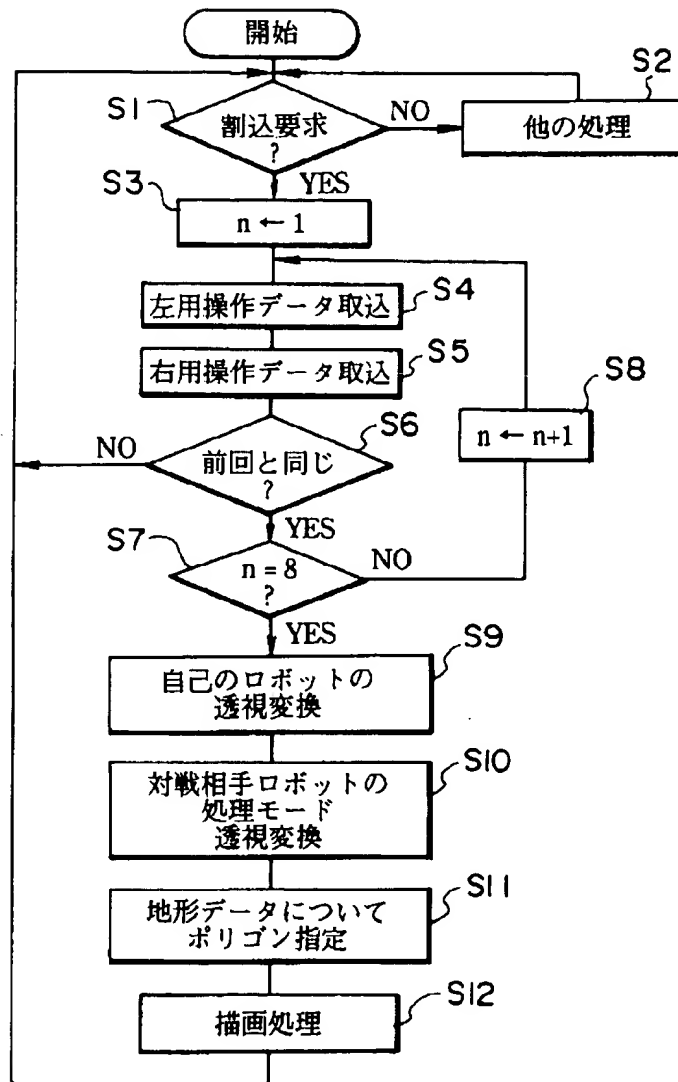 開始
S1
割込要求
?
NO
S2
他の処理
YES
S3
n ← 1
左用操作データ取込
S4
右用操作データ取込
S5
S8
n ← n+1
S6
前回と同じ
?
NO
YES
S7
n = 8
?
NO
YES
S9
自己のロボットの
透視変換
S10
対戦相手ロボットの
処理モード
透視変換
S11
地形データについて
ポリゴン指定
S12
描画処理